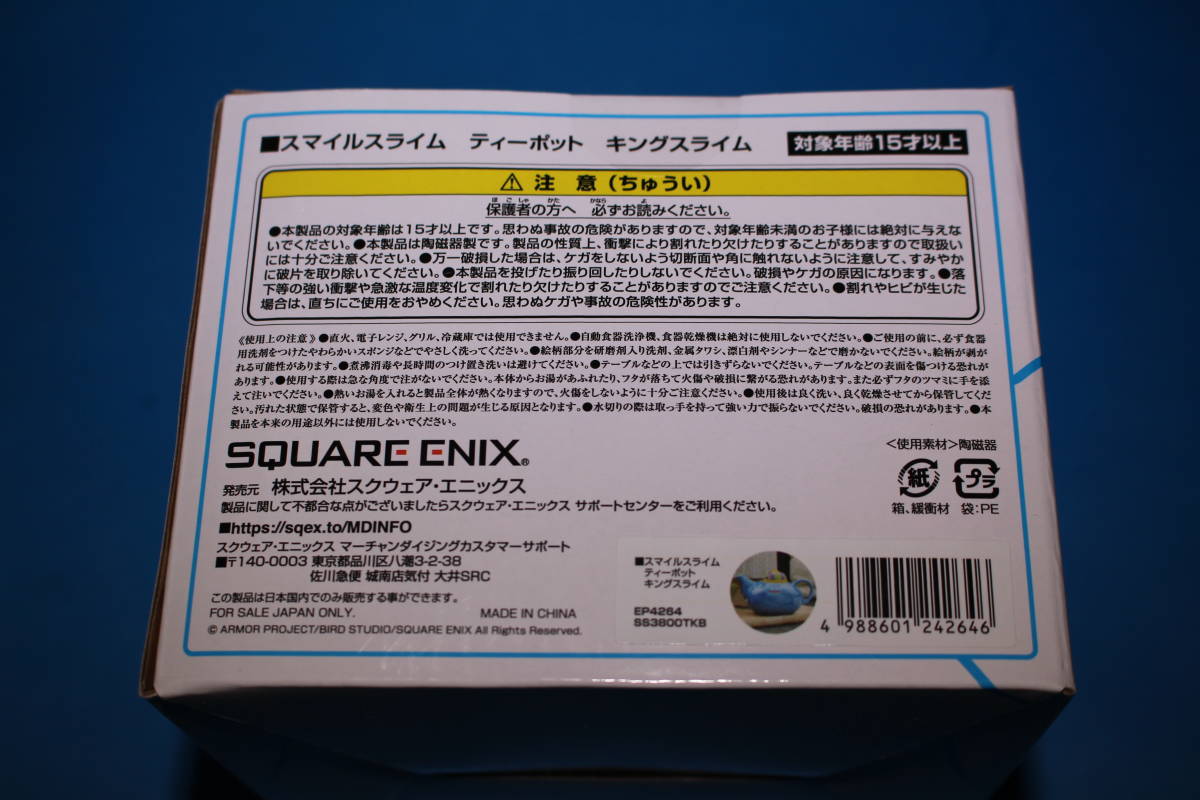 ■スマイルスライム ティーポット キングスライム 対象年齢15才以上
⚠ 注 意(ちゅうい)
保護者の方へ 必ずお読みください。
●本製品の対象年齢は15才以上です。思わぬ事故の危険がありますので、対象年齢未満のお子様には絶対に与えな
いでください。●本製品は陶磁器製です。製品の性質上、衝撃により割れたり欠けたりすることがありますので取扱い
には十分ご注意ください。●万一破損した場合は、ケガをしないよう切断面や角に触れないように注意して、すみやか
に破片を取り除いてください。●本製品を投げたり振り回したりしないでください。破損やケガの原因になります。●落
下等の強い衝撃や急激な温度変化で割れたり欠けたりすることがありますのでご注意ください。●割れやヒビが生じた
場合は、直ちにご使用をおやめください。思わぬケガや事故の危険性があります。
《使用上の注意》●直火、電子レンジ、グリル、冷蔵庫では使用できません。●自動食器洗浄機、食器乾燥機は絶対に使用しないでください。●ご使用の前に、必ず食器
用洗剤をつけたやわらかいスポンジなどでやさしく洗ってください。●絵柄部分を研磨剤入り洗剤、金属タワシ、漂白剤やシンナーなどで磨かないでください。絵柄が剥が
れる可能性があります。●煮沸消毒や長時間のつけ置き洗いは避けてください。●テーブルなどの上では引きずらないでください。テーブルなどの表面を傷つける恐れが
あります。●使用する際は急な角度で注がないでください。本体からお湯があふれたり、フタが落ちて火傷や破損に繋がる恐れがあります。また必ずフタのツマミに手を添
えて注いでください。●熱いお湯を入れると製品全体が熱くなりますので、火傷をしないように十分ご注意ください。●使用後は良く洗い、良く乾燥させてから保管してくだ
さい。汚れた状態で保管すると、変色や衛生上の問題が生じる原因となります。●水切りの際は取っ手を持って強い力で振らないでください。破損の恐れがあります。●本
製品を本来の用途以外には使用しないでください。
SQUARE ENIX®
発売元 株式会社スクウェア・エニックス
製品に関して不都合な点がございましたらスクウェア・エニックス サポートセンターをご利用ください。
■https://sqex.to/MDINFO
スクウェア・エニックス マーチャンダイジングカスタマーサポート
■〒140-0003 東京都品川区八潮3-2-38
佐川急便 城南店気付 大井SRC
この製品は日本国内でのみ販売する事ができます。
FOR SALE JAPAN ONLY. MADE IN CHINA
© ARMOR PROJECT/BIRD STUDIO/SQUARE ENIX All Rights Reserved.
<使用素材>陶磁器
紙 プラ
箱、緩衝材 袋:PE
■スマイルスライム
ティーポット
キングスライム
EP4264
SS3800TKB
4 988601 242646